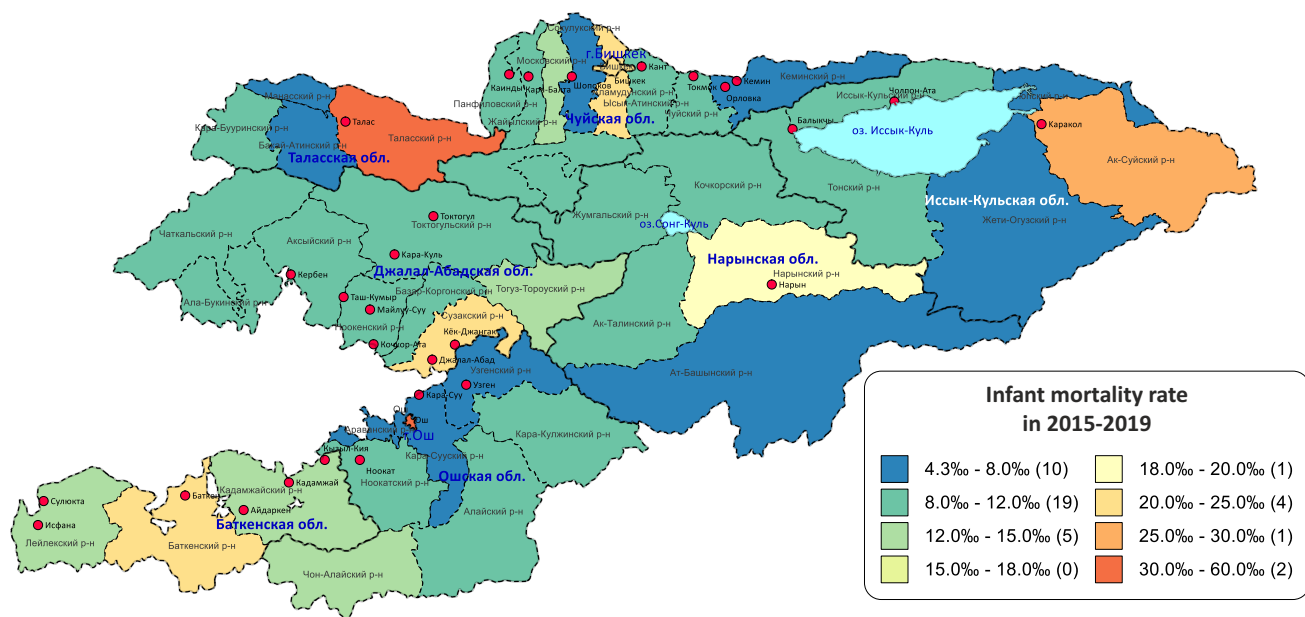 Сокулукский р-н
г.Бишкек
Московский р-н
Бишкек
Кант
Каинды
Кара-Балта
Шопоков
Бишкек
Аламудунский р-н
Токмок
Кемин
Кеминский р-н
Орловка
Панфиловский р-н
Ысык-Атинский р-н
Чуйский р-н
Жайылский р-н
Чуйская обл.
Манасский р-н
Иссык-Кульский р-н
Чолпон-Ата
Балыкчы
оз. Иссык-Куль
Каракол
Ак-Суйский р-н
Кара-Бууринский р-н
Талас
Таласский р-н
Бакай-Атинский р-н
Таласская обл.
Кочкорский р-н
Тонский р-н
Иссык-Кульская обл.
Жети-Огузский р-н
Чаткальский р-н
Аксыйский р-н
Токтогул
Токтогульский р-н
Жумгальский р-н
оз.Сонг-Куль
Кара-Куль
Джалал-Абадская обл.
Нарынская обл.
Нарынский р-н
Нарын
Кербен
Ала-Букинский р-н
Таш-Кумыр
Базар-Коргонский р-н
Тогуз-Тороуский р-н
Майлуу-Суу
Ноокенский р-н
Сузакский р-н
Ак-Талинский р-н
Кочкор-Ата
Кёк-Джангак
Джалал-Абад
Узгенский р-н
Ат-Башынский р-н
Узген
Кара-Суу
Ош
Ош
Араванский р-н
г.Ош
Кара-Кулжинский р-н
Кызыл-Кия
Кара-Сууский р-н
Ноокат
Ноокатский р-н
Ошская обл.
Алайский р-н
Кадамжай
Кадамжайский р-н
Баткен
Айдаркен
Баткенская обл.
Сулюкта
Исфана
Лейлекский р-н
Баткенский р-н
Чон-Алайский р-н
Infant mortality rate
in 2015-2019
4.3‰ - 8.0‰ (10)
8.0‰ - 12.0‰ (19)
12.0‰ - 15.0‰ (5)
15.0‰ - 18.0‰ (0)
18.0‰ - 20.0‰ (1)
20.0‰ - 25.0‰ (4)
25.0‰ - 30.0‰ (1)
30.0‰ - 60.0‰ (2)